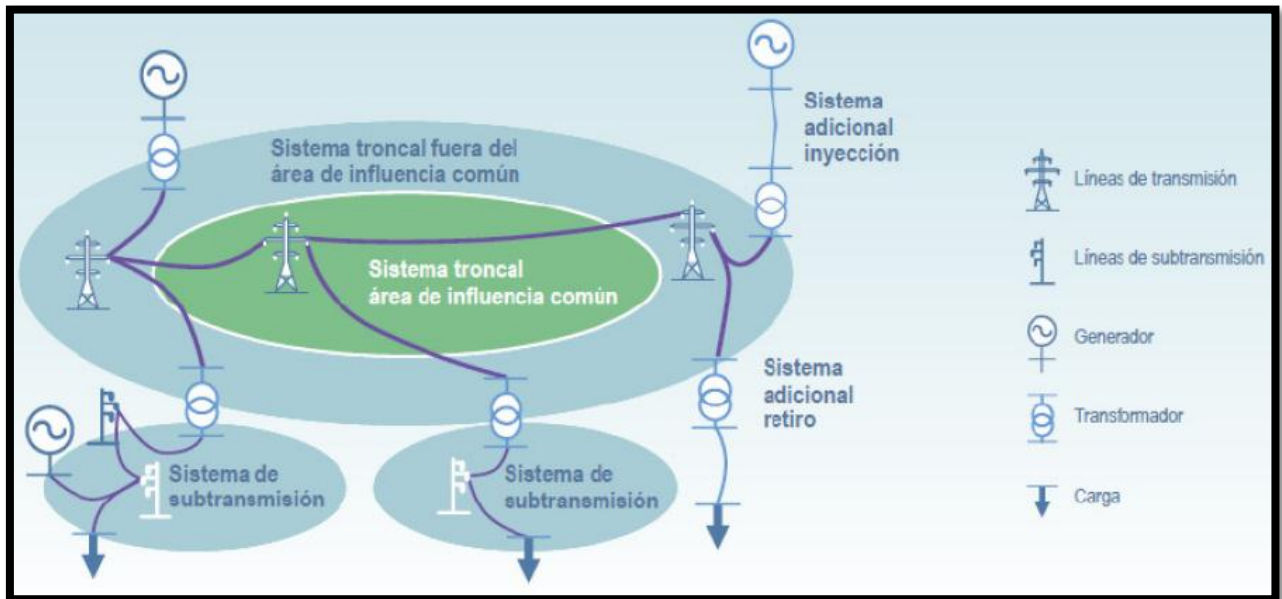 Sistema troncal fuera del
área de influencia común
Sistema troncal
área de influencia común
Sistema
adicional
inyección
Sistema
adicional
retiro
Sistema de
subtransmisión
Sistema de
subtransmisión
Líneas de transmisión
Líneas de subtransmisión
Generador
Transformador
Carga